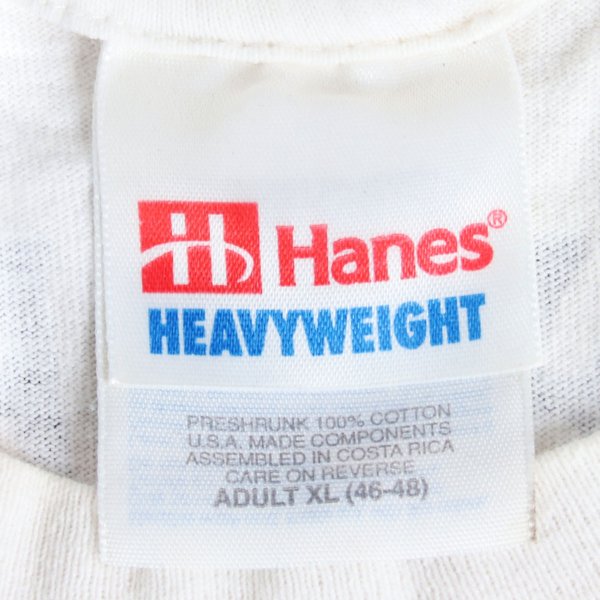 H Hanes®
HEAVYWEIGHT
PRESHRUNK 100% COTTON
U.S.A. MADE COMPONENTS
ASSEMBLED IN COSTA RICA
CARE ON REVERSE
ADULT XL (46-48)